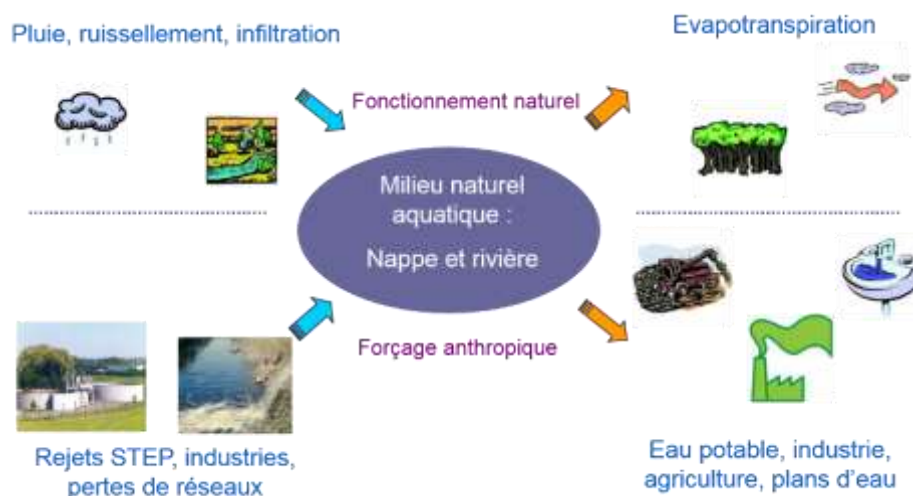 Pluie, ruissellement, infiltration
Evapotranspiration
Fonctionnement naturel
Milieu naturel
aquatique :
Nappe et rivière
Forçage anthropique
Rejets STEP, industries,
pertes de réseaux
Eau potable, industrie,
agriculture, plans d'eau